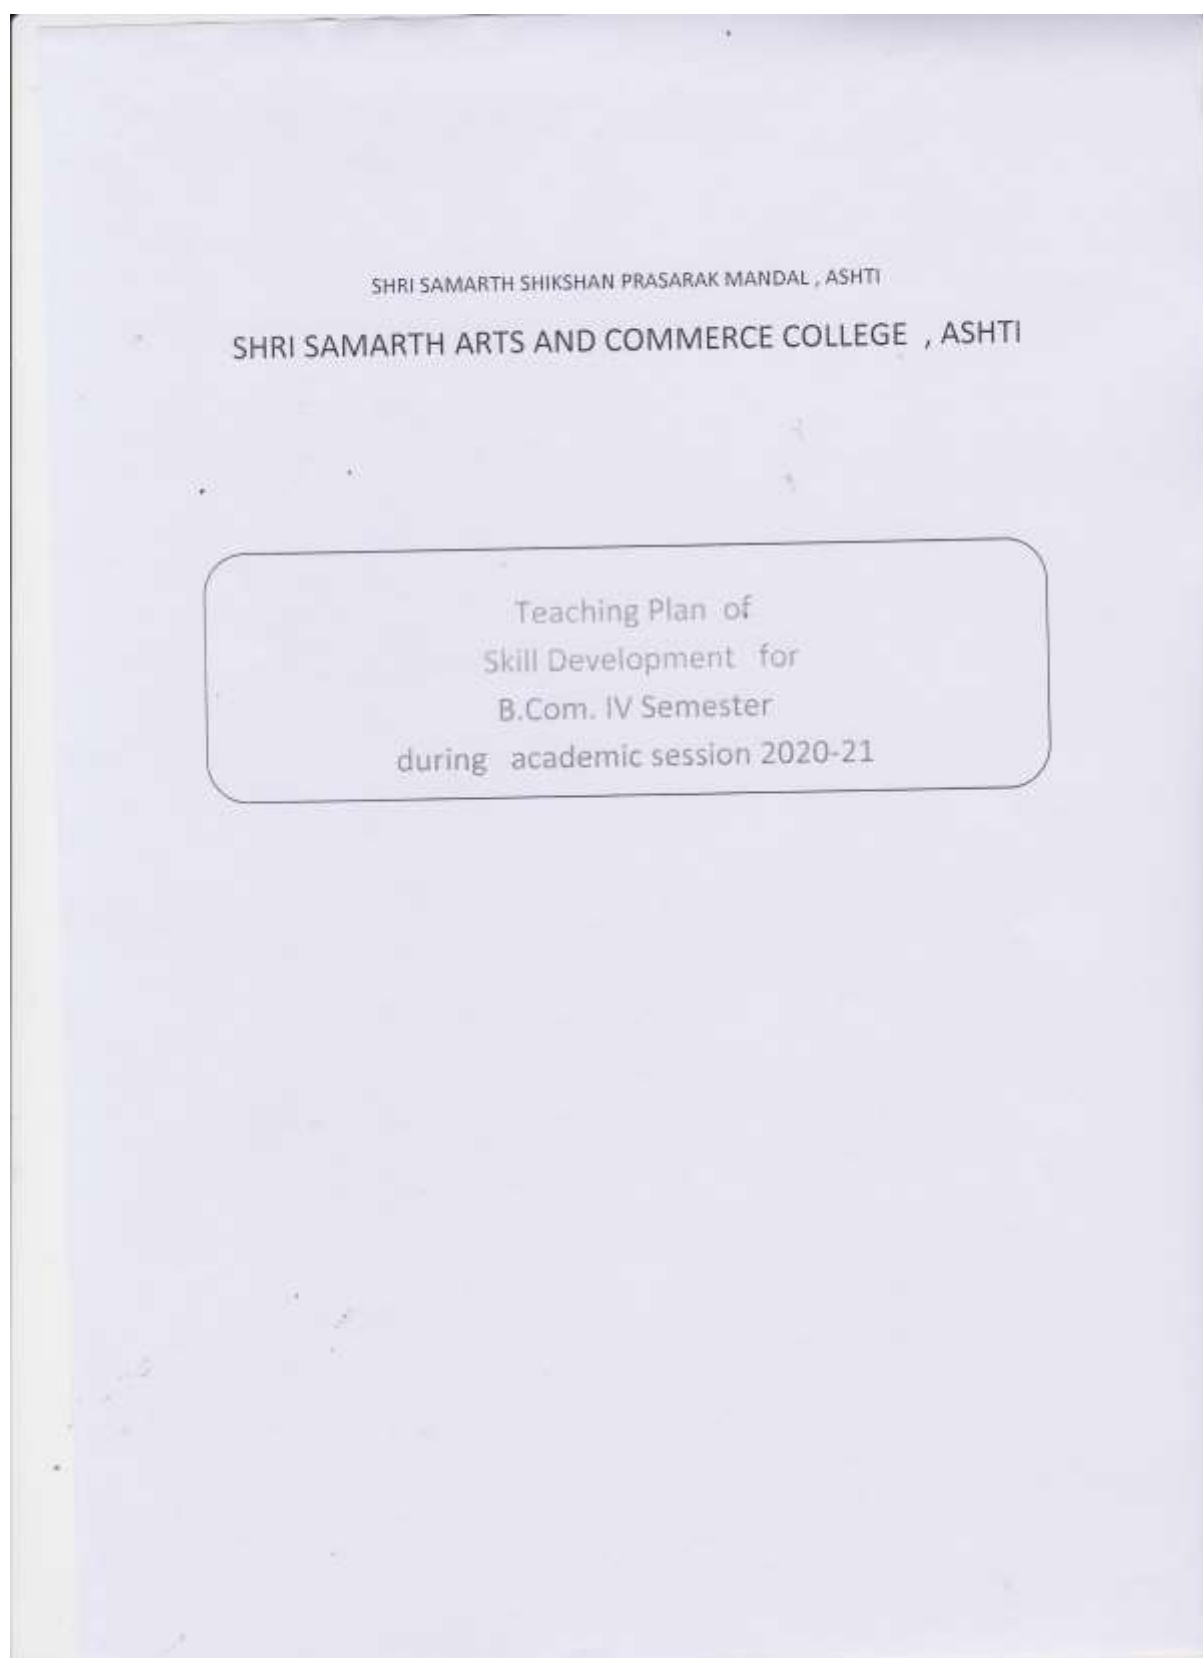 SHRI SAMARTH SHIKSHAN PRASARAK MANDAL , ASHTI
SHRI SAMARTH ARTS AND COMMERCE COLLEGE , ASHTI
Teaching Plan of
Skill Development for
B.Com. IV Semester
during academic session 2020-21